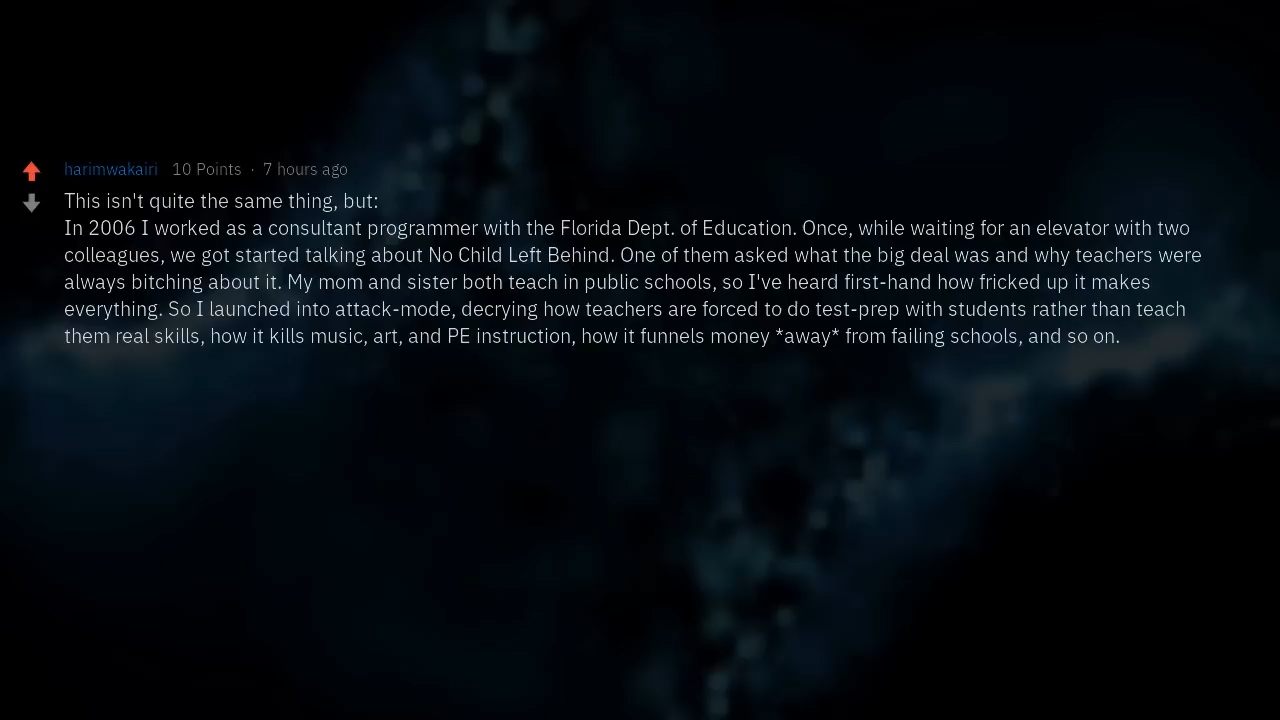 harimwakairi 10 Points · 7 hours ago
This isn't quite the same thing, but:
In 2006 I worked as a consultant programmer with the Florida Dept. of Education. Once, while waiting for an elevator with two
colleagues, we got started talking about No Child Left Behind. One of them asked what the big deal was and why teachers were
always bitching about it. My mom and sister both teach in public schools, so I've heard first-hand how fricked up it makes
everything. So I launched into attack-mode, decrying how teachers are forced to do test-prep with students rather than teach
them real skills, how it kills music, art, and PE instruction, how it funnels money *away* from failing schools, and so on.